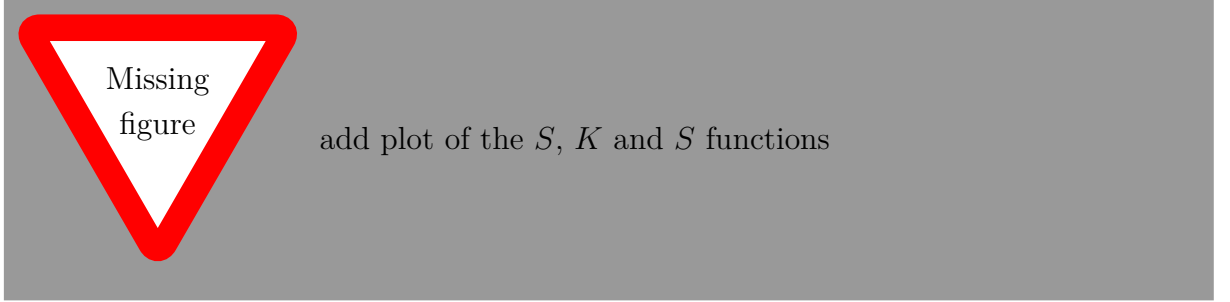 Missing
figure
add plot of the S, K and S functions